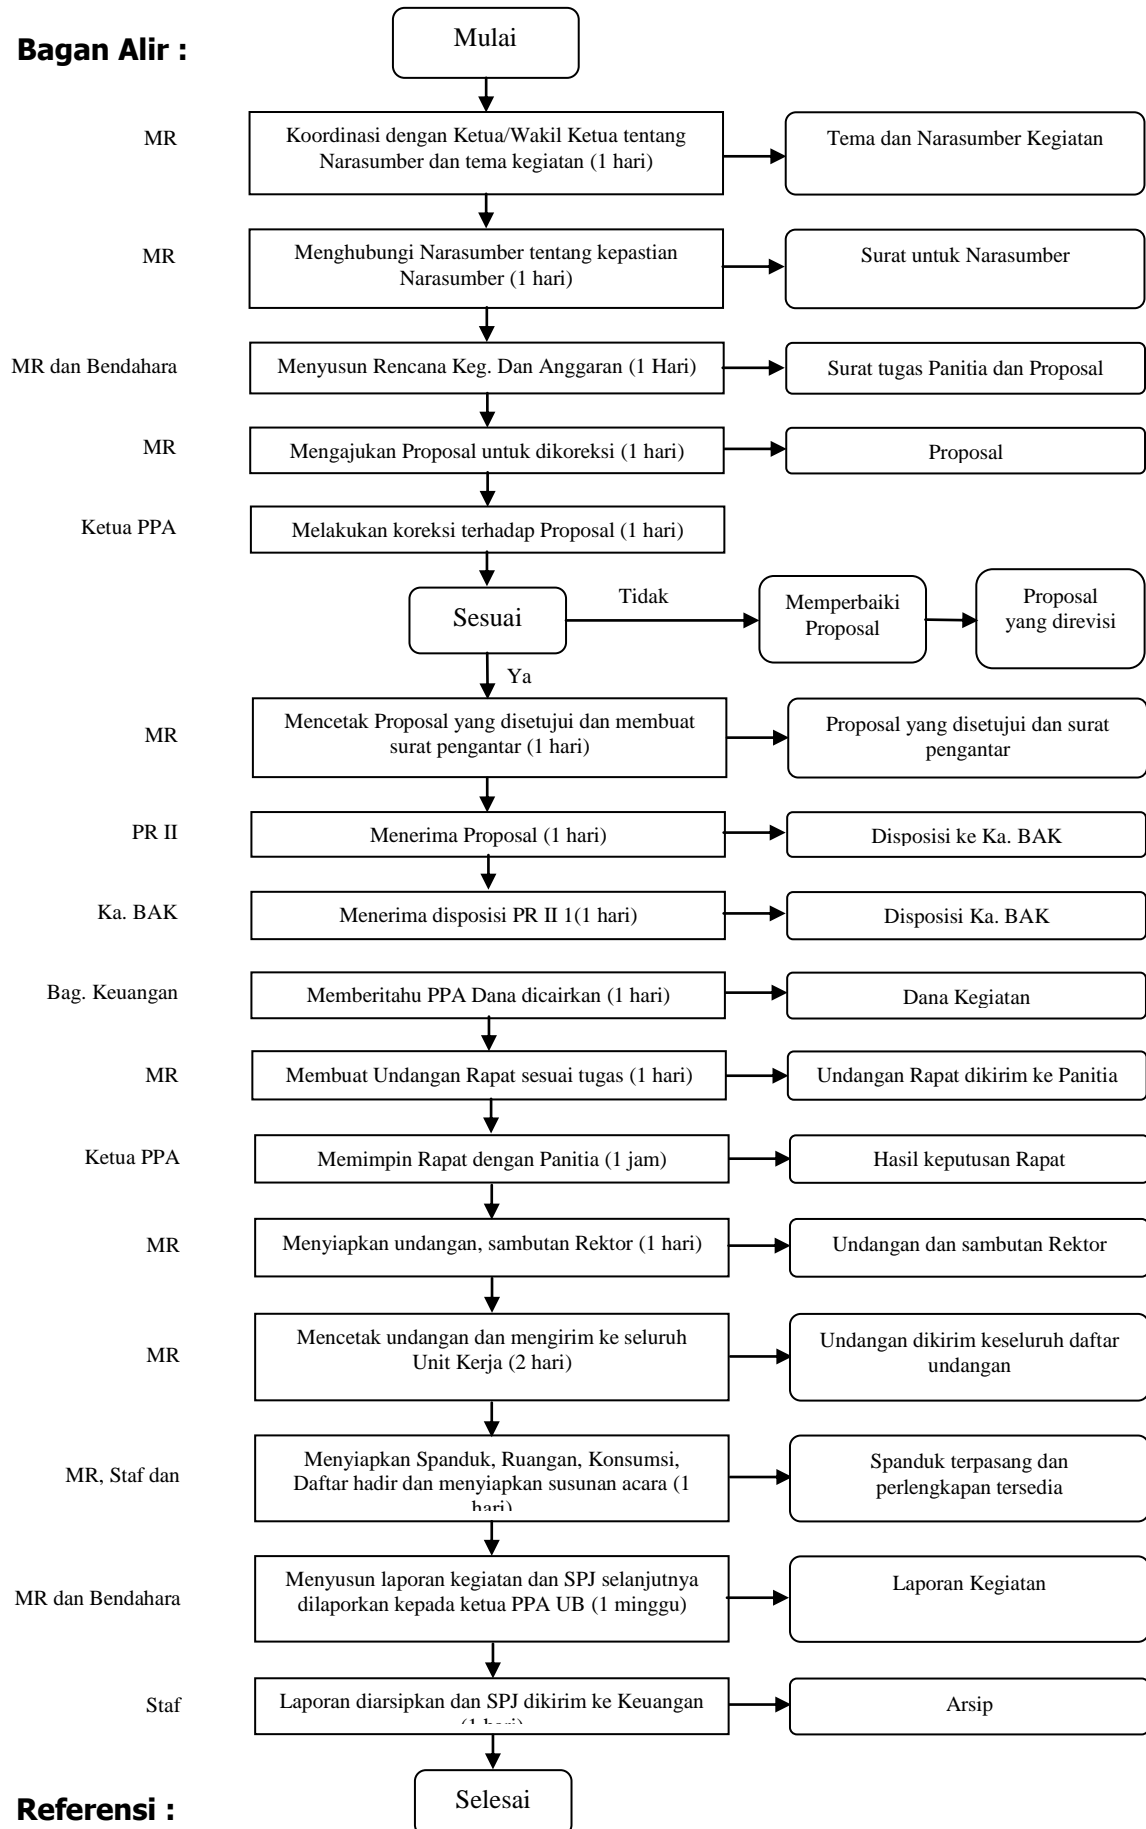 Bagan Alir :
Mulai
MR
Koordinasi dengan Ketua/Wakil Ketua tentang
Narasumber dan tema kegiatan (1 hari)
Tema dan Narasumber Kegiatan
MR
Menghubungi Narasumber tentang kepastian
Narasumber (1 hari)
Surat untuk Narasumber
MR dan Bendahara
Menyusun Rencana Keg. Dan Anggaran (1 Hari)
Surat tugas Panitia dan Proposal
MR
Mengajukan Proposal untuk dikoreksi (1 hari)
Proposal
Ketua PPA
Melakukan koreksi terhadap Proposal (1 hari)
Sesuai
Tidak
Memperbaiki
Proposal
Proposal
yang direvisi
Ya
MR
Mencetak Proposal yang disetujui dan membuat
surat pengantar (1 hari)
Proposal yang disetujui dan surat
pengantar
PR II
Menerima Proposal (1 hari)
Disposisi ke Ka. BAK
Ka. BAK
Menerima disposisi PR II 1(1 hari)
Disposisi Ka. BAK
Bag. Keuangan
Memberitahu PPA Dana dicairkan (1 hari)
Dana Kegiatan
MR
Membuat Undangan Rapat sesuai tugas (1 hari)
Undangan Rapat dikirim ke Panitia
Ketua PPA
Memimpin Rapat dengan Panitia (1 jam)
Hasil keputusan Rapat
MR
Menyiapkan undangan, sambutan Rektor (1 hari)
Undangan dan sambutan Rektor
MR
Mencetak undangan dan mengirim ke seluruh
Unit Kerja (2 hari)
Undangan dikirim keseluruh daftar
undangan
MR, Staf dan
Menyiapkan Spanduk, Ruangan, Konsumsi,
Daftar hadir dan menyiapkan susunan acara (1
hari)
Spanduk terpasang dan
perlengkapan tersedia
MR dan Bendahara
Menyusun laporan kegiatan dan SPJ selanjutnya
dilaporkan kepada ketua PPA UB (1 minggu)
Laporan Kegiatan
Staf
Laporan diarsipkan dan SPJ dikirim ke Keuangan
(1 hari)
Arsip
Selesai
Referensi :